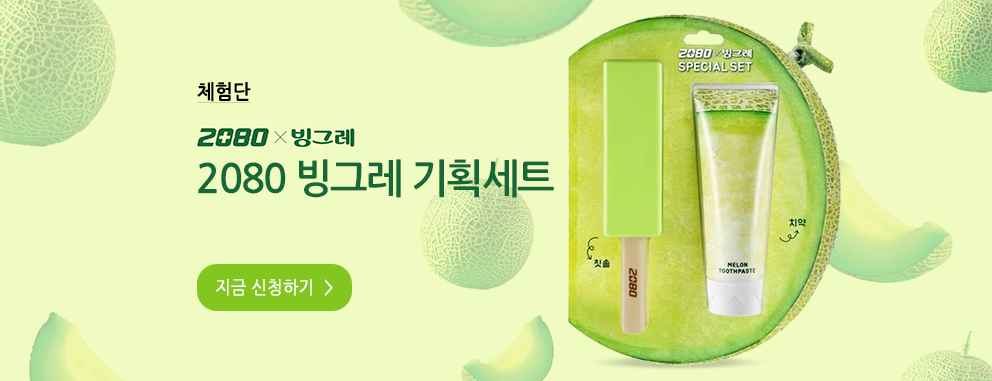 체험단
2080×빙그레
2080 빙그레 기획세트
지금 신청하기 >
2080×빙그레
SPECIAL SET
칫솔
2080
치약
MELON
TOOTHPASTE